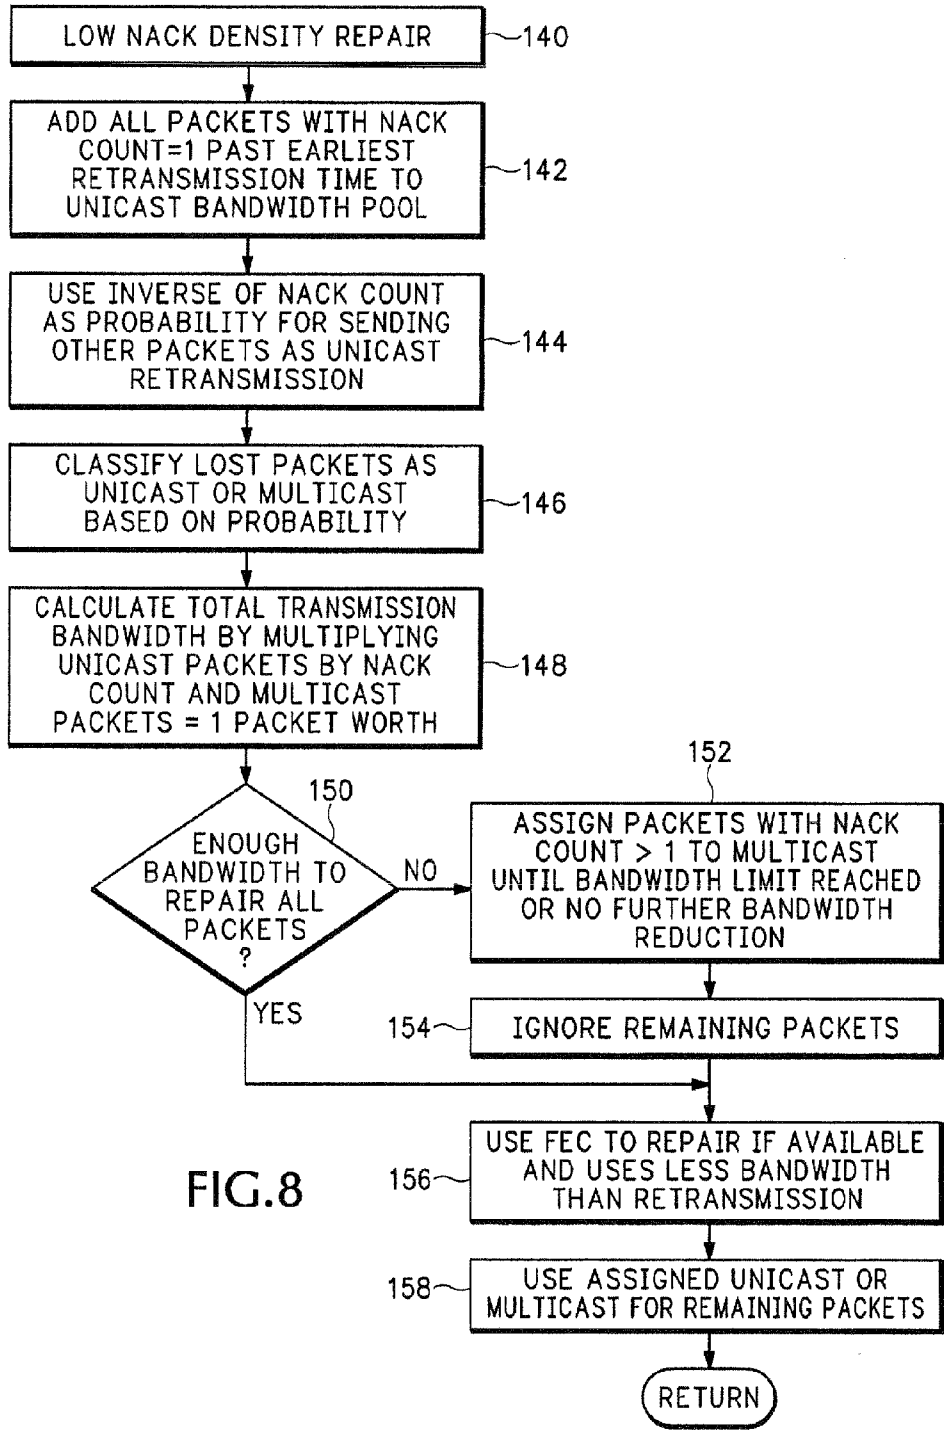 LOW NACK DENSITY REPAIR
140
ADD ALL PACKETS WITH NACK
COUNT=1 PAST EARLIEST
RETRANSMISSION TIME TO
UNICAST BANDWIDTH POOL
142
USE INVERSE OF NACK COUNT
AS PROBABILITY FOR SENDING
OTHER PACKETS AS UNICAST
RETRANSMISSION
144
CLASSIFY LOST PACKETS AS
UNICAST OR MULTICAST
BASED ON PROBABILITY
146
CALCULATE TOTAL TRANSMISSION
BANDWIDTH BY MULTIPLYING
UNICAST PACKETS BY NACK
COUNT AND MULTICAST
PACKETS = 1 PACKET WORTH
148
150
ENOUGH
BANDWIDTH TO
REPAIR ALL
PACKETS
?
NO
YES
152
ASSIGN PACKETS WITH NACK
COUNT > 1 TO MULTICAST
UNTIL BANDWIDTH LIMIT REACHED
OR NO FURTHER BANDWIDTH
REDUCTION
154
IGNORE REMAINING PACKETS
156
USE FEC TO REPAIR IF AVAILABLE
AND USES LESS BANDWIDTH
THAN RETRANSMISSION
158
USE ASSIGNED UNICAST OR
MULTICAST FOR REMAINING PACKETS
RETURN
FIG.8